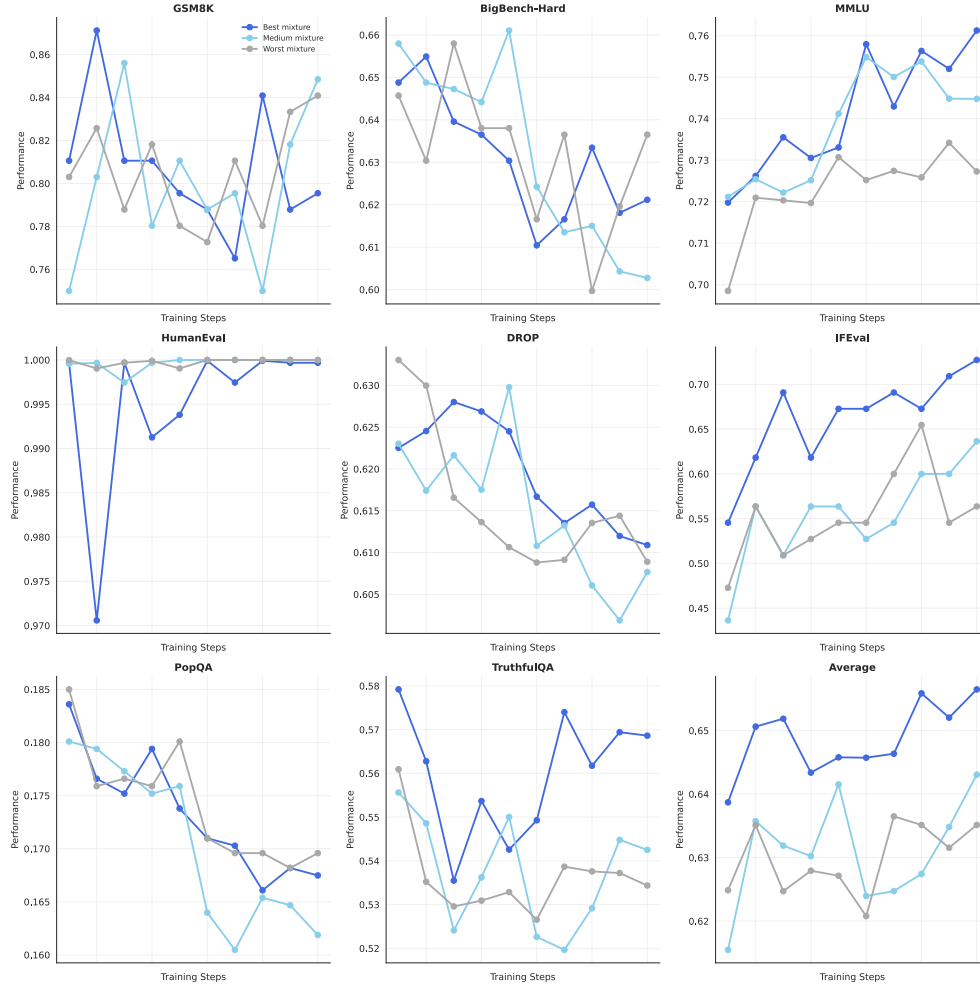 GSM8K
Best mixture
Medium mixture
Worst mixture
0.86
0.84
0.82
0.80
0.78
0.76
Performance
Training Steps
BigBench-Hard
0.66
0.65
0.64
0.63
0.62
0.61
0.60
Performance
Training Steps
MMLU
0.76
0.75
0.74
0.73
0.72
0.71
0.70
Performance
Training Steps
HumanEval
1.000
0.995
0.990
0.985
0.980
0.975
0.970
Performance
Training Steps
DROP
0.630
0.625
0.620
0.615
0.610
0.605
Performance
Training Steps
IFEval
0.70
0.65
0.60
0.55
0.50
0.45
Performance
Training Steps
PopQA
0.185
0.180
0.175
0.170
0.165
0.160
Performance
Training Steps
TruthfulQA
0.58
0.57
0.56
0.55
0.54
0.53
0.52
Performance
Training Steps
Average
0.65
0.64
0.63
0.62
Performance
Training Steps